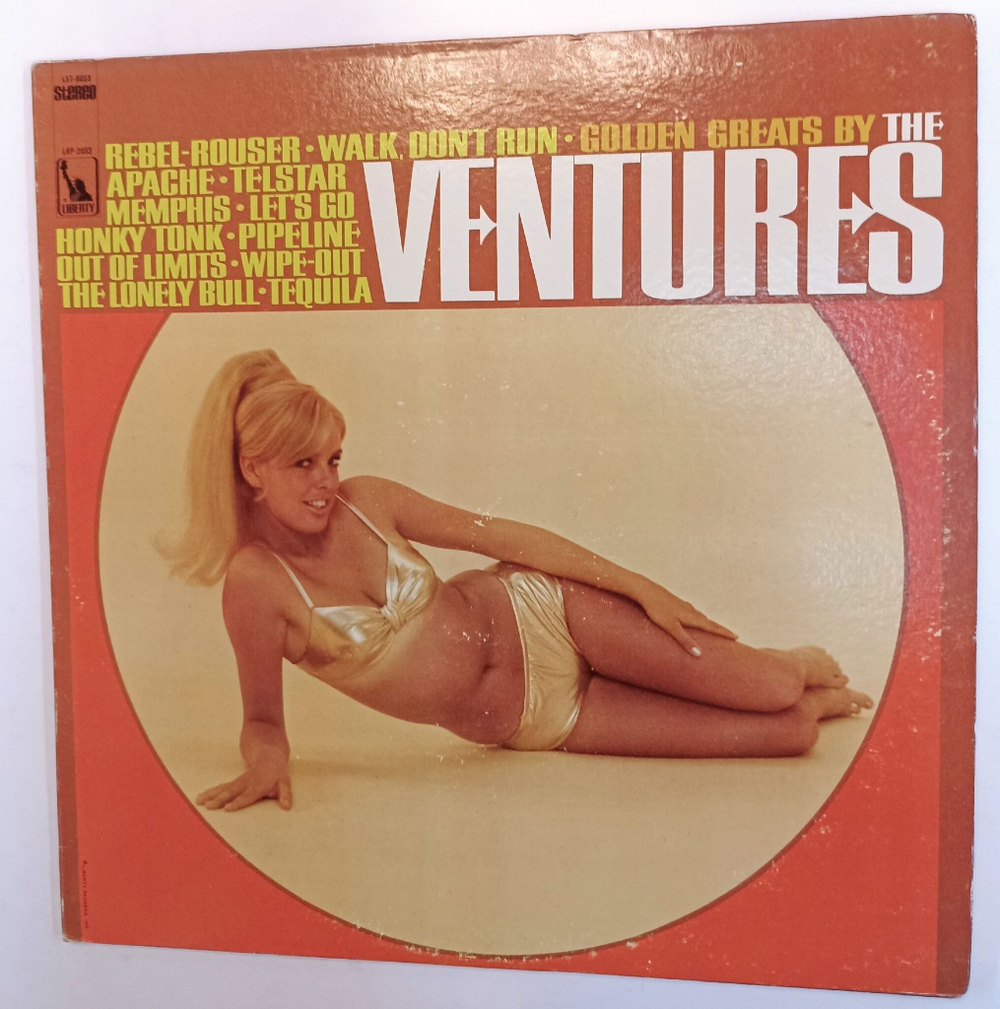 LST-8053
Stereo
LRP-2053
LIBERTY
REBEL-ROUSER • WALK, DON'T RUN • GOLDEN GREATS BY THE
VENTURES
APACHE • TELSTAR
MEMPHIS • LET'S GO
HONKY TONK • PIPELINE
OUT OF LIMITS • WIPE-OUT
THE LONELY BULL • TEQUILA